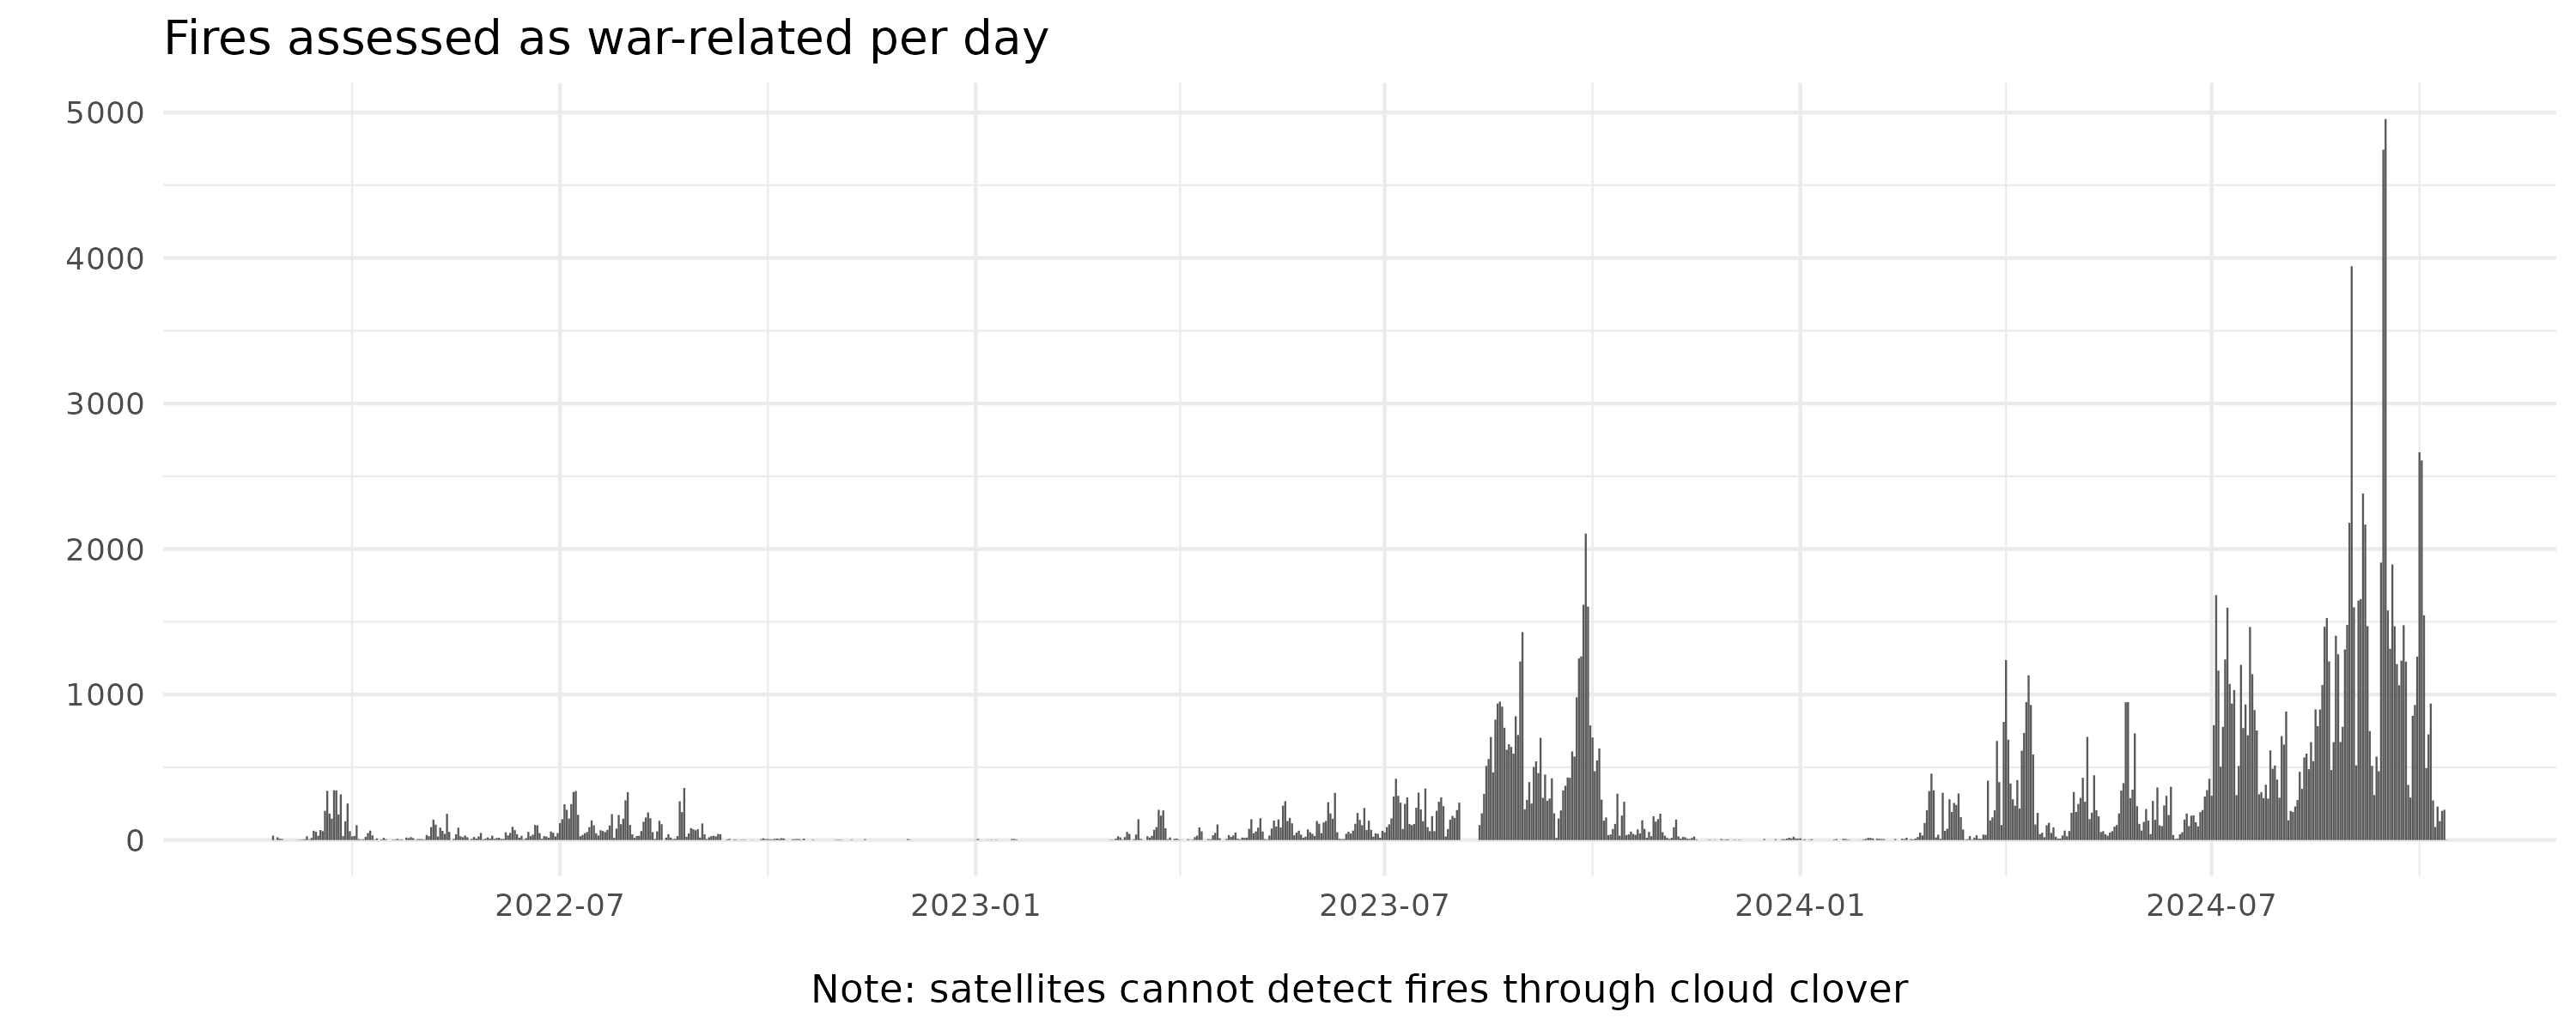 Fires assessed as war-related per day
5000
4000
3000
2000
1000
0
2022-07 2023-01 2023-07 2024-01 2024-07
Note: satellites cannot detect fires through cloud clover